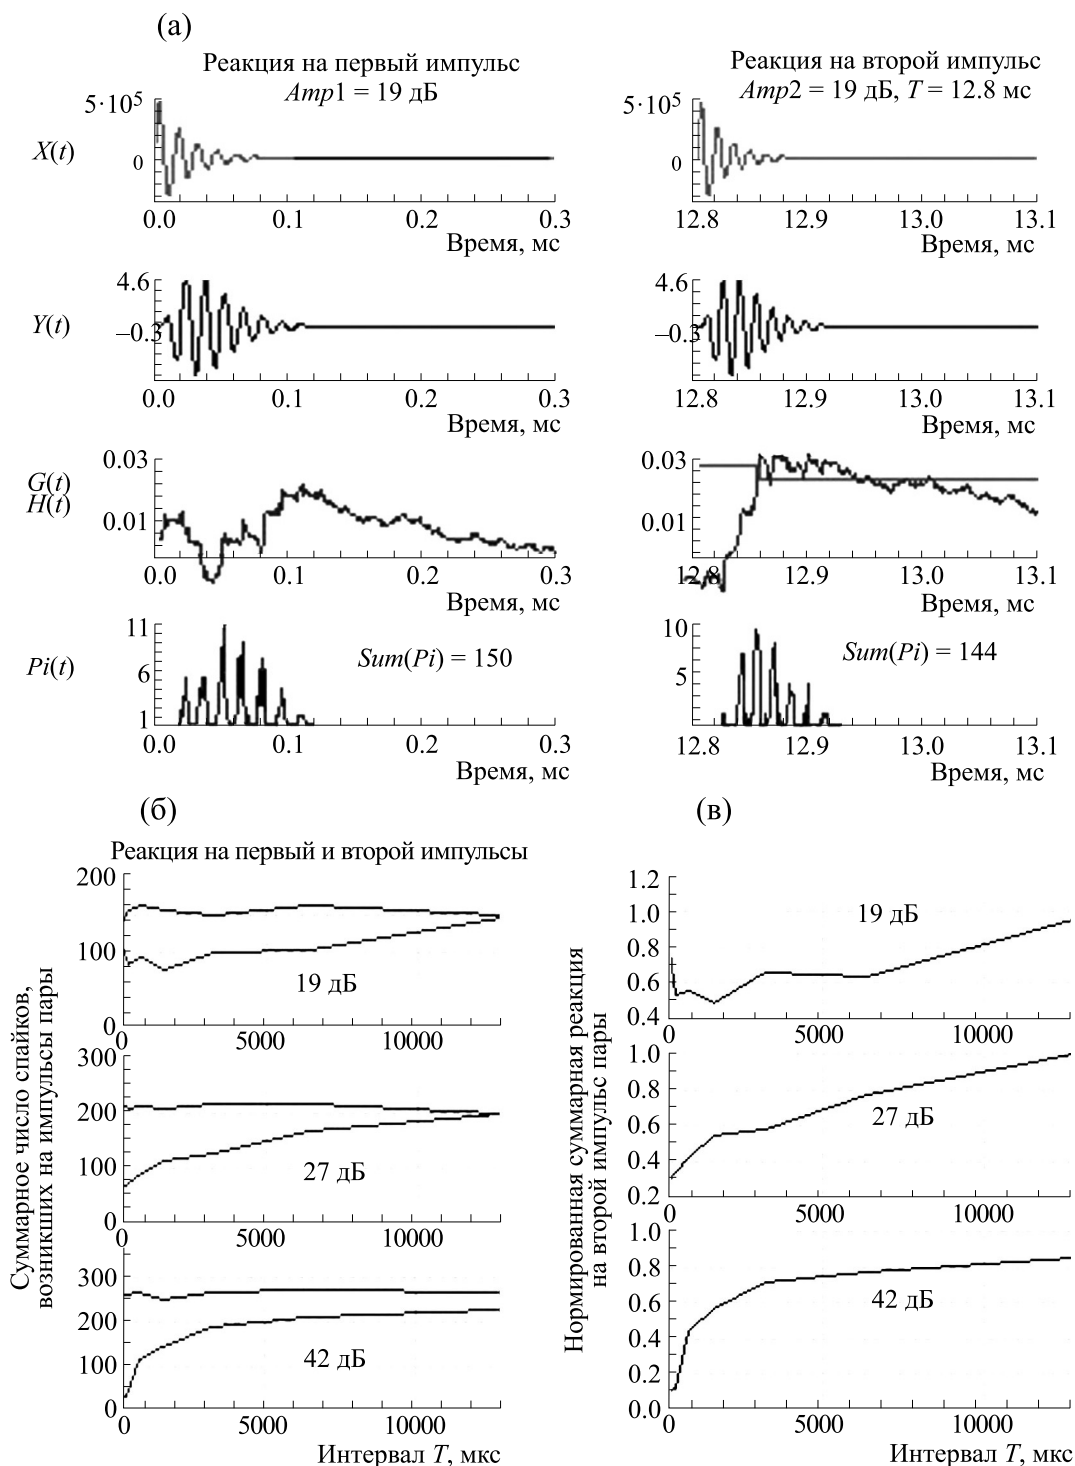 (а)
Реакция на первый импульс
Amp1 = 19 дБ
Реакция на второй импульс
Amp2 = 19 дБ, T = 12.8 мс
X(t)
5·10⁵
0
0.0 0.1 0.2 0.3
Время, мс
5·10⁵
0
12.8 12.9 13.0 13.1
Время, мс
Y(t)
4.6
–0.3
0.0 0.1 0.2 0.3
Время, мс
4.6
–0.3
12.8 12.9 13.0 13.1
Время, мс
G(t)
H(t)
0.03
0.01
0.0 0.1 0.2 0.3
Время, мс
0.03
0.01
12.8 12.9 13.0 13.1
Время, мс
Pi(t)
11
6
1
Sum(Pi) = 150
0.0 0.1 0.2 0.3
Время, мс
10
5
Sum(Pi) = 144
12.8 12.9 13.0 13.1
Время, мс
(б)
Реакция на первый и второй импульсы
Суммарное число спайков,
возникших на импульсы пары
200
100
0
19 дБ
0 5000 10000
300
200
100
0
27 дБ
0 5000 10000
300
200
100
0
42 дБ
0 5000 10000
Интервал T, мкс
(в)
Нормированная суммарная реакция
на второй импульс пары
1.2
1.0
0.8
0.6
0.4
19 дБ
0 5000 10000
1.0
0.8
0.6
0.4
0.2
27 дБ
0 5000 10000
0.8
0.6
0.4
0.2
0.0
42 дБ
0 5000 10000
Интервал T, мкс